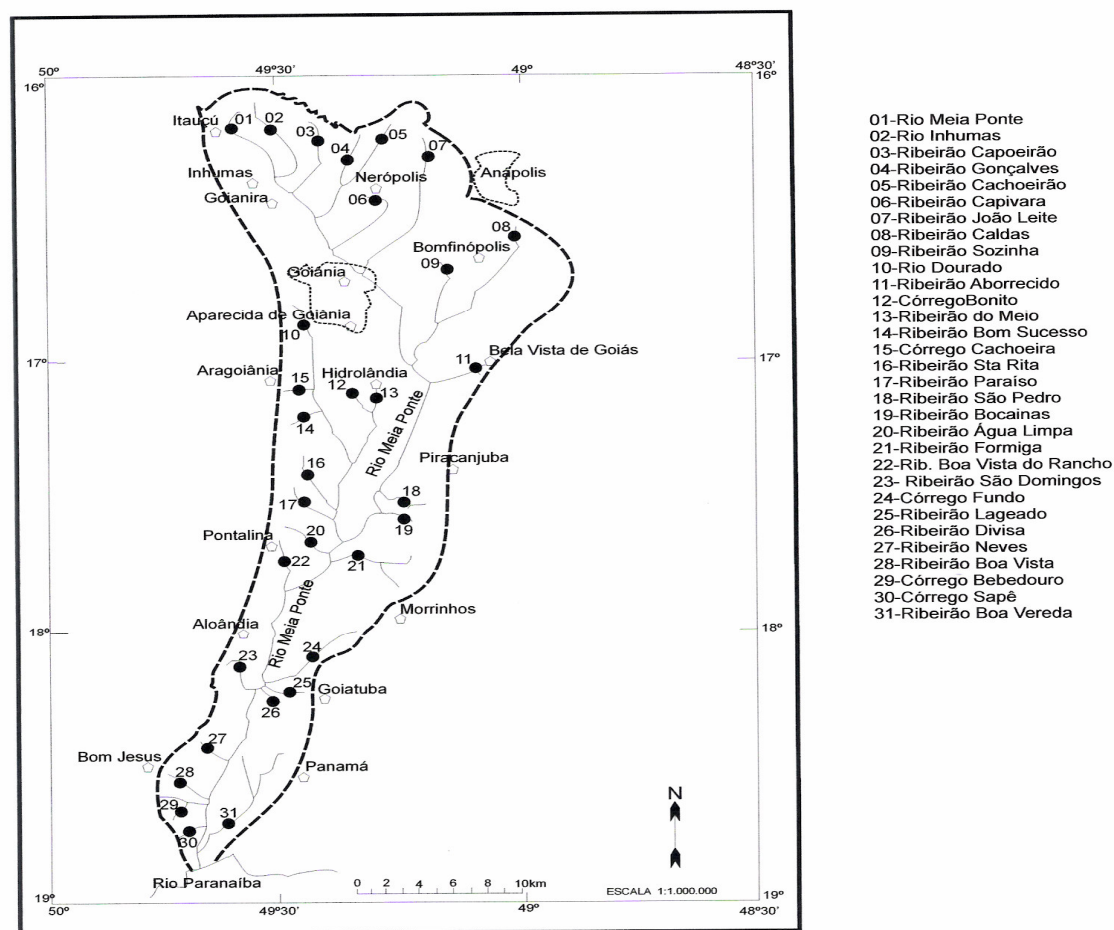 50º
49º30'
49º
48º30'
16º
16º
Itauçú
01
02
03
04
05
07
Inhumas
Nerópolis
Anápolis
Goianira
06
08
Bomfinópolis
09
Goiânia
Aparecida de Goiânia
10
17º
17º
11
Bela Vista de Goiás
Aragoiânia
Hidrolândia
15
12
13
14
Rio Meia Ponte
Piracanjuba
16
17
18
19
Pontalina
20
22
21
Rio Meia Ponte
Morrinhos
Aloândia
18º
18º
23
24
25
Goiatuba
26
27
Bom Jesus
Panamá
28
29
31
30
N
Rio Paranaíba
0 2 4 6 8 10km
ESCALA 1:1.000.000
19º
19º
50º
49º30'
49º
48º30'
01-Rio Meia Ponte
02-Rio Inhumas
03-Ribeirão Capoeirão
04-Ribeirão Gonçalves
05-Ribeirão Cachoeirão
06-Ribeirão Capivara
07-Ribeirão João Leite
08-Ribeirão Caldas
09-Ribeirão Sozinha
10-Rio Dourado
11-Ribeirão Aborrecido
12-CórregoBonito
13-Ribeirão do Meio
14-Ribeirão Bom Sucesso
15-Córrego Cachoeira
16-Ribeirão Sta Rita
17-Ribeirão Paraíso
18-Ribeirão São Pedro
19-Ribeirão Bocainas
20-Ribeirão Água Limpa
21-Ribeirão Formiga
22-Rib. Boa Vista do Rancho
23- Ribeirão São Domingos
24-Córrego Fundo
25-Ribeirão Lageado
26-Ribeirão Divisa
27-Ribeirão Neves
28-Ribeirão Boa Vista
29-Córrego Bebedouro
30-Córrego Sapê
31-Ribeirão Boa Vereda